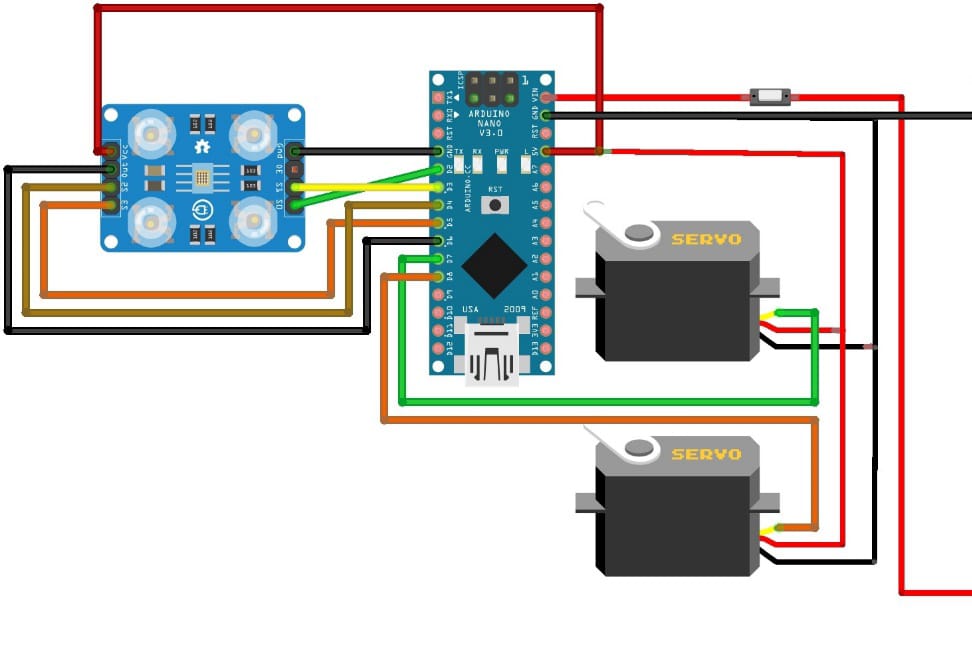 ICSP
1
ARDUINO
NANO
V3.0
TX1
RX0
RST
GND
D2
D3
D4
D5
D6
D7
D8
D9
D10
D11
D12
VIN
GND
RST
5V
A7
A6
A5
A4
A3
A2
A1
A0
REF
3V3
D13
TX
RX
PWR
L
ARDUINO.CC
RST
USA
2009
Vcc
Out
S2
S3
GND
OE
S1
S0
SERVO
SERVO